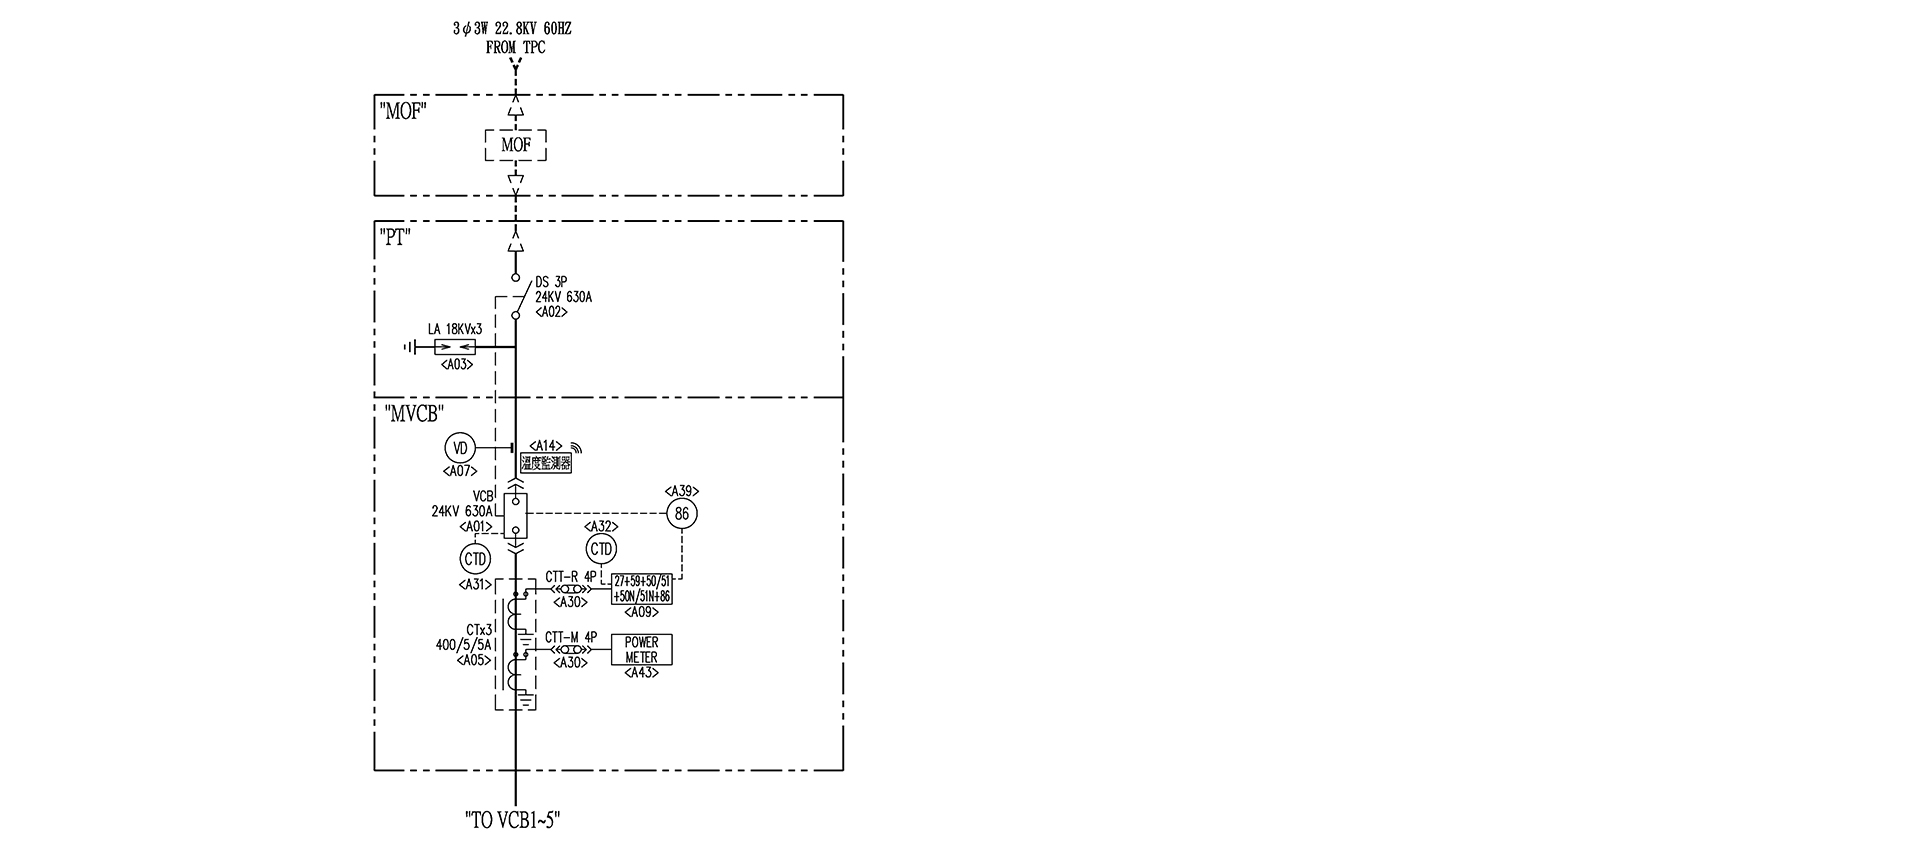 3φ3W 22.8KV 60HZ
FROM TPC
"MOF"
MOF
"PT"
DS 3P
24KV 630A
<A02>
LA 18KVx3
<A03>
"MVCB"
VD
<A07>
<A14>
溫度監測器
VCB
24KV 630A
<A01>
<A39>
86
<A32>
CTD
CTD
<A31>
CTT-R 4P
<A30>
27+59+50/51
+50N/51N+86
<A09>
CTx3
400/5/5A
<A05>
CTT-M 4P
<A30>
POWER
METER
<A43>
"TO VCB1~5"